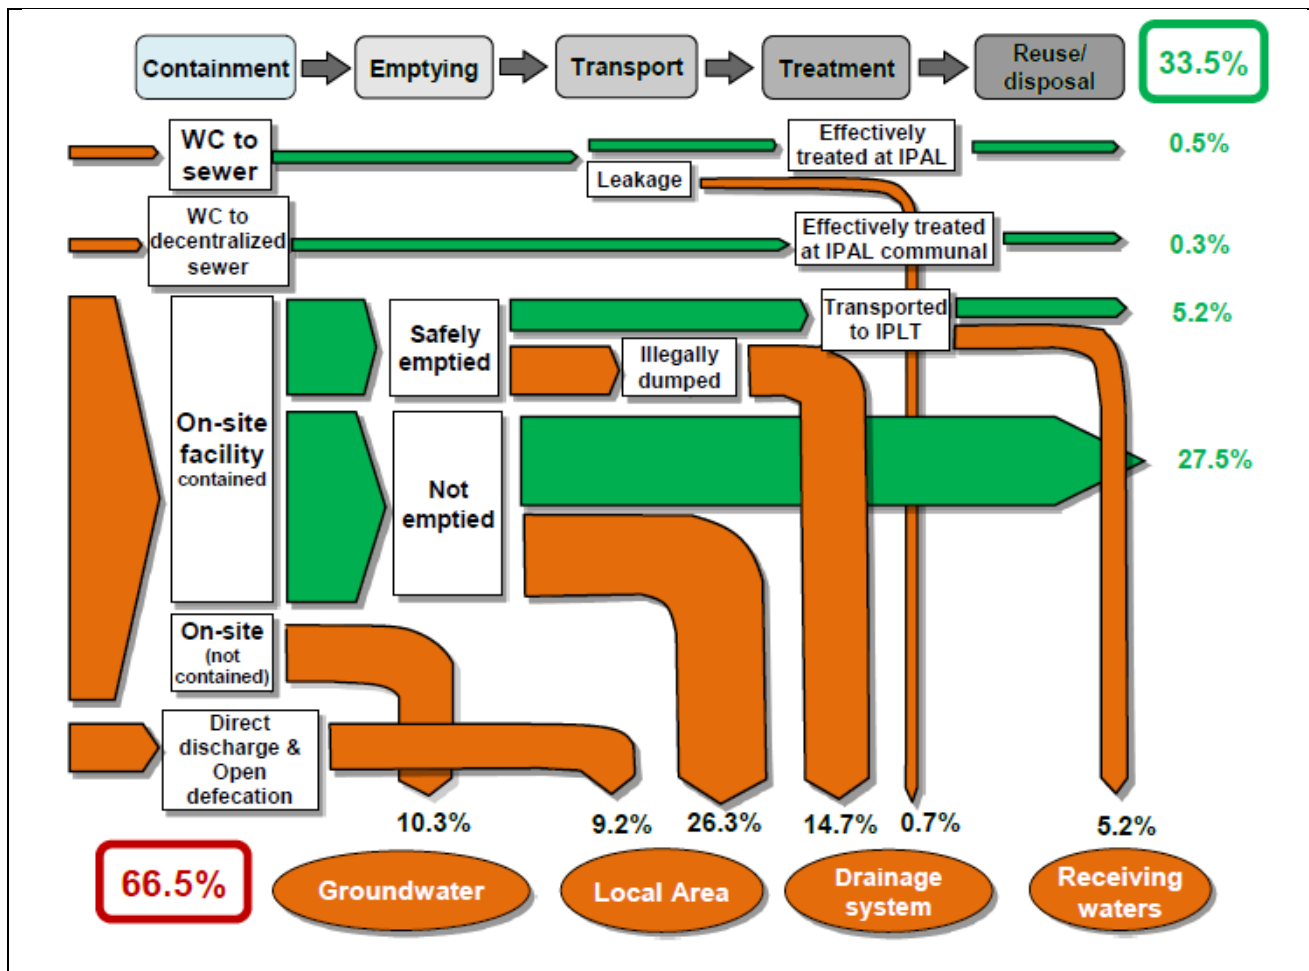 Containment
Emptying
Transport
Treatment
Reuse/
disposal
33.5%
WC to
sewer
Effectively
treated at IPAL
0.5%
Leakage
WC to
decentralized
sewer
Effectively treated
at IPAL communal
0.3%
On-site
facility
contained
Safely
emptied
Transported
to IPLT
5.2%
Illegally
dumped
Not
emptied
27.5%
On-site
(not
contained)
Direct
discharge &
Open
defecation
10.3%
9.2%
26.3%
14.7%
0.7%
5.2%
66.5%
Groundwater
Local Area
Drainage
system
Receiving
waters